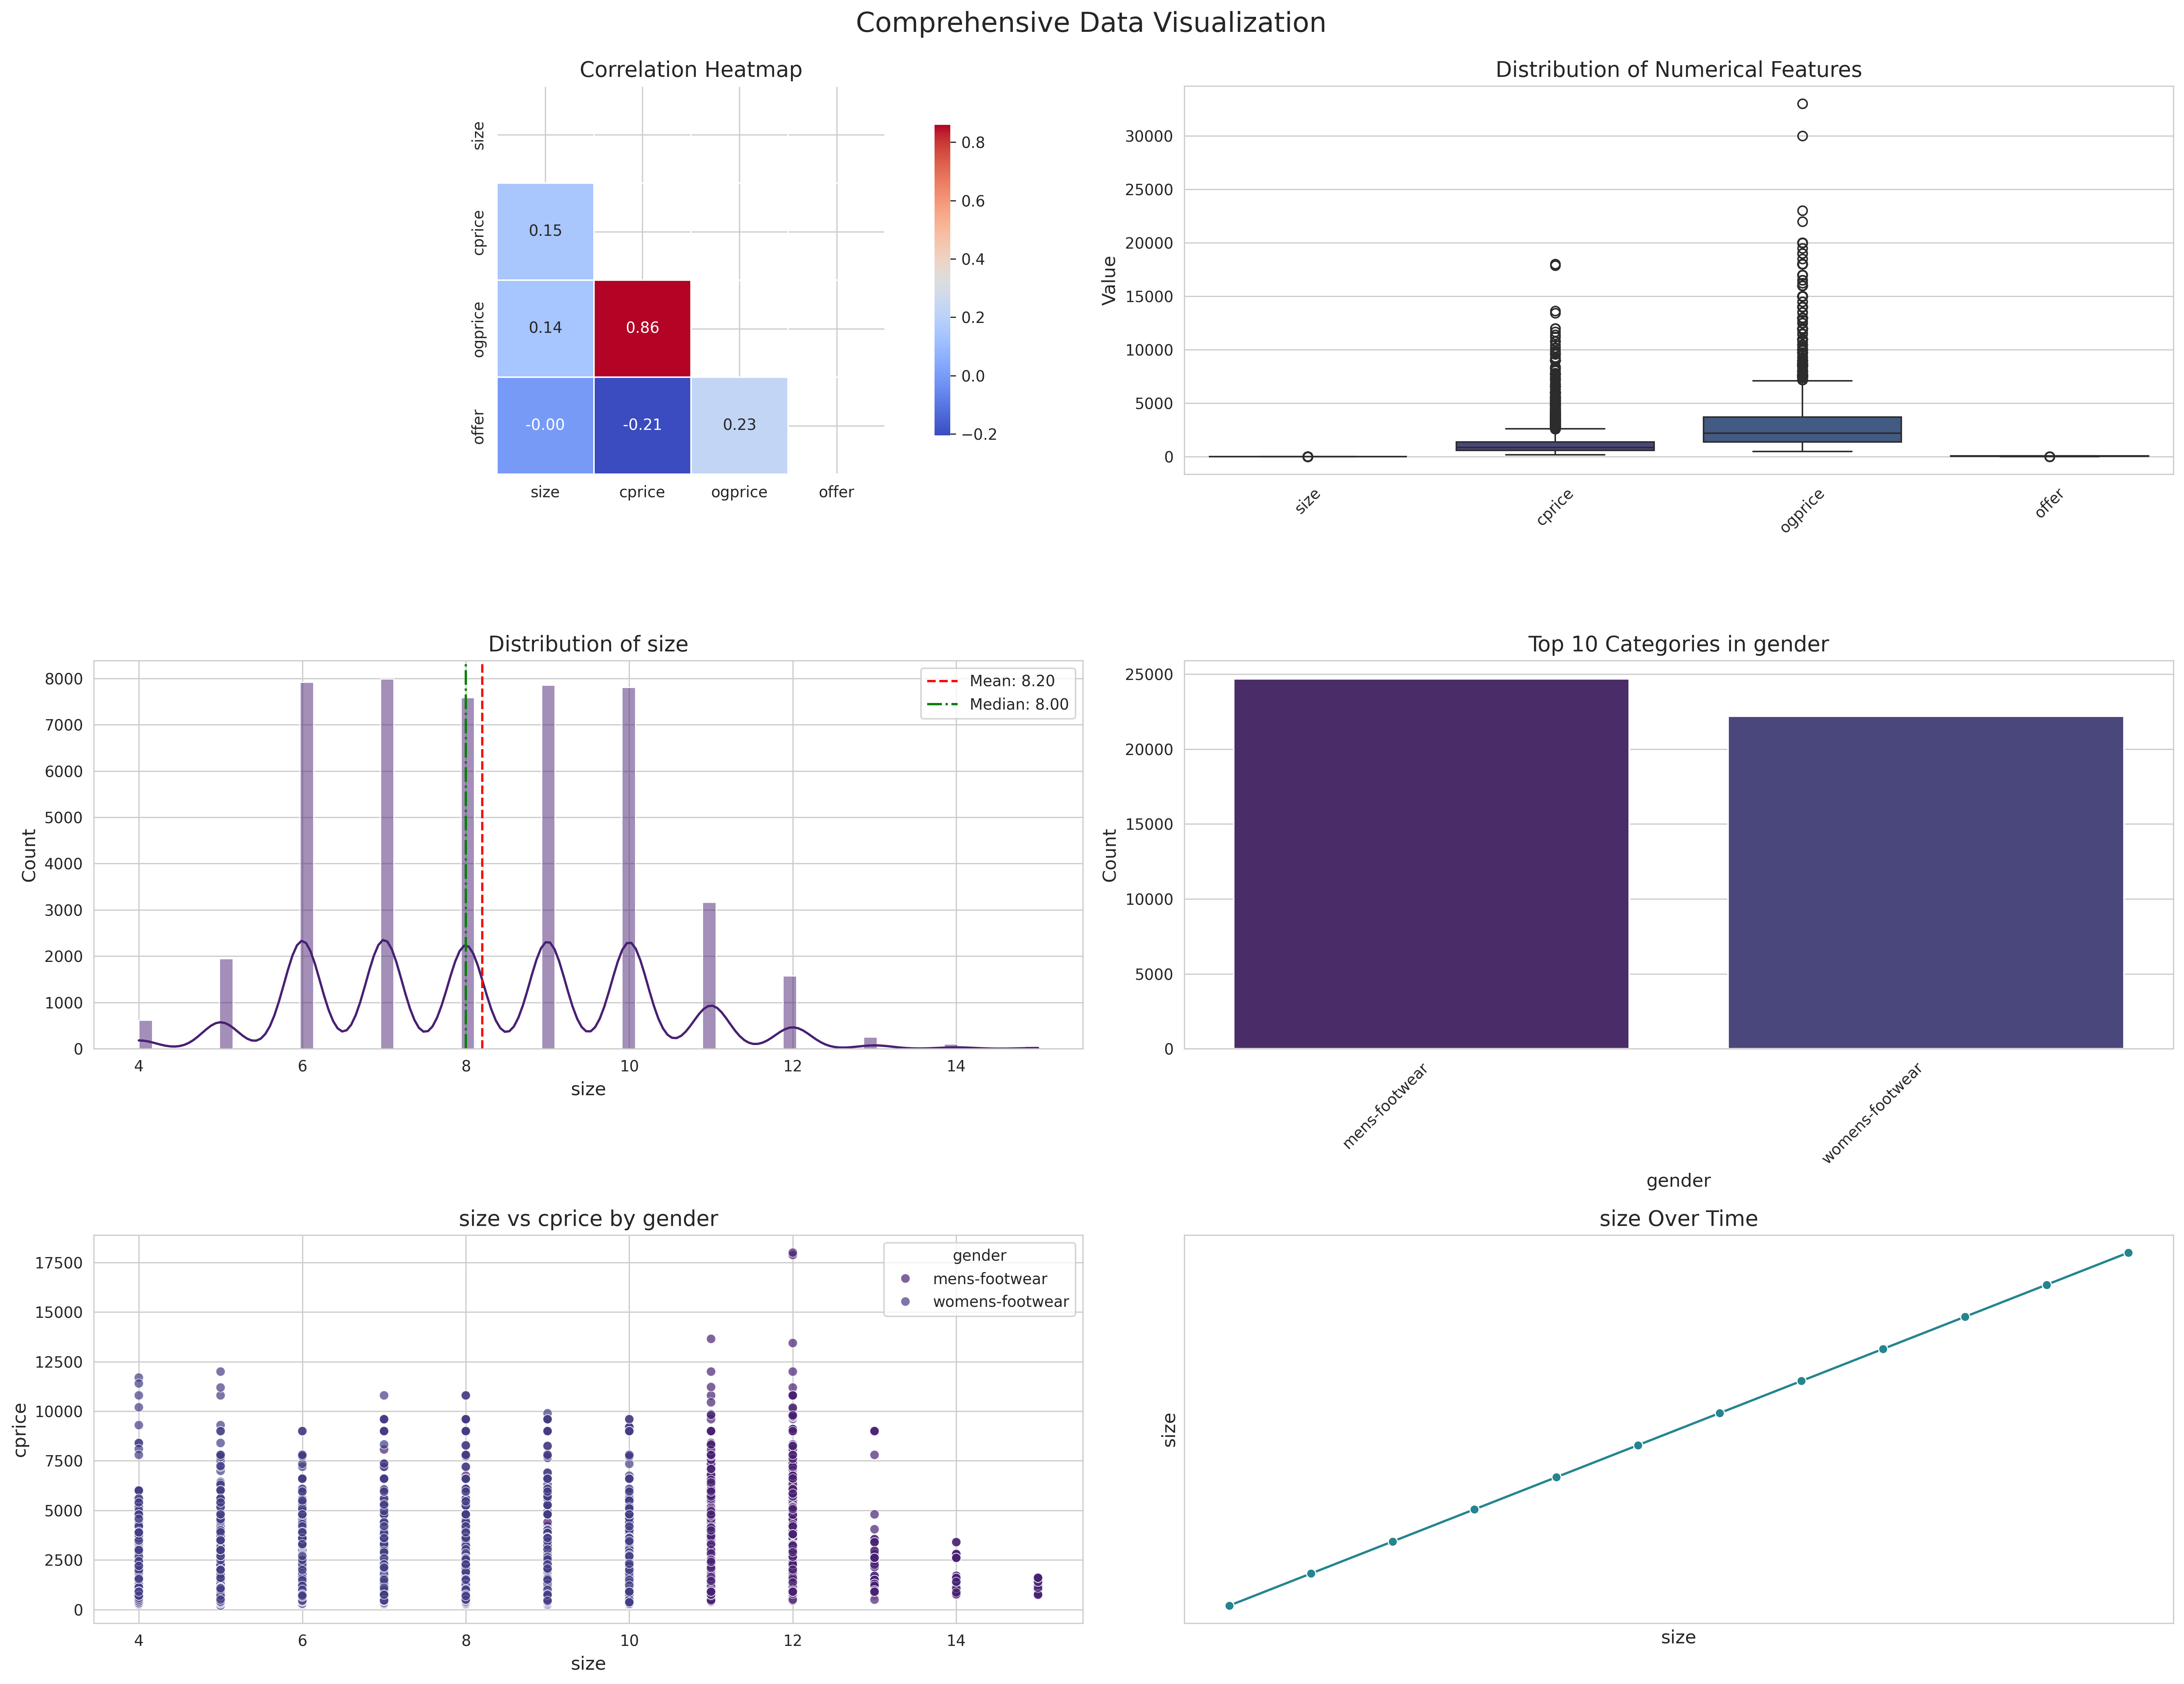 Comprehensive Data Visualization
Correlation Heatmap
size
cprice
ogprice
offer
0.15
0.14 0.86
-0.00 -0.21 0.23
size cprice ogprice offer
0.8
0.6
0.4
0.2
0.0
−0.2
Distribution of Numerical Features
Value
30000
25000
20000
15000
10000
5000
0
size cprice ogprice offer
Distribution of size
Count
8000
7000
6000
5000
4000
3000
2000
1000
0
Mean: 8.20
Median: 8.00
4 6 8 10 12 14
size
Top 10 Categories in gender
Count
25000
20000
15000
10000
5000
0
mens-footwear womens-footwear
gender
size vs cprice by gender
cprice
17500
15000
12500
10000
7500
5000
2500
0
gender
mens-footwear
womens-footwear
4 6 8 10 12 14
size
size Over Time
size
size